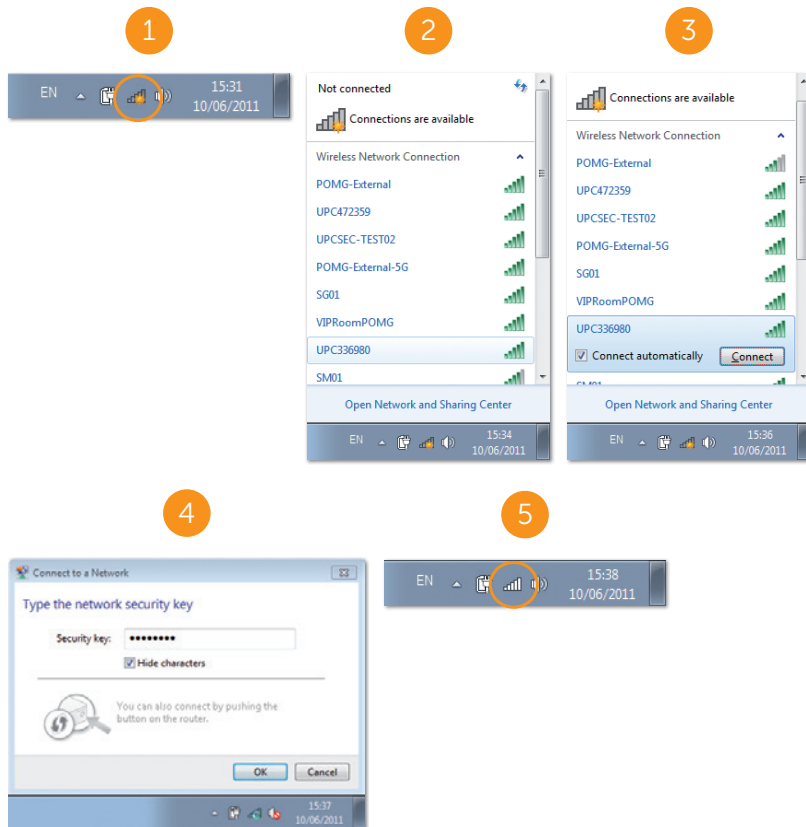 1
EN
15:31
10/06/2011
2
Not connected
Connections are available
Wireless Network Connection
POMG-External
UPC472359
UPCSEC-TEST02
POMG-External-5G
SG01
VIPRoomPOMG
UPC336980
SM01
Open Network and Sharing Center
EN
15:34
10/06/2011
3
Connections are available
Wireless Network Connection
POMG-External
UPC472359
UPCSEC-TEST02
POMG-External-5G
SG01
VIPRoomPOMG
UPC336980
Connect automatically
Connect
SM01
Open Network and Sharing Center
EN
15:36
10/06/2011
4
Connect to a Network
Type the network security key
Security key: ••••••••
Hide characters
You can also connect by pushing the
button on the router.
OK
Cancel
15:37
10/06/2011
5
EN
15:38
10/06/2011